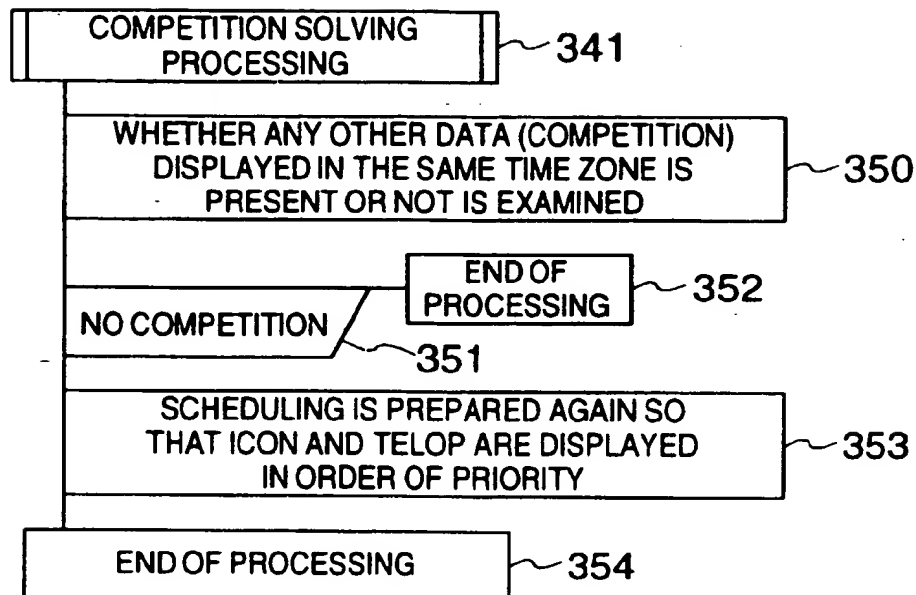 COMPETITION SOLVING
PROCESSING
341
WHETHER ANY OTHER DATA (COMPETITION)
DISPLAYED IN THE SAME TIME ZONE IS
PRESENT OR NOT IS EXAMINED
350
END OF
PROCESSING
352
NO COMPETITION
351
SCHEDULING IS PREPARED AGAIN SO
THAT ICON AND TELOP ARE DISPLAYED
IN ORDER OF PRIORITY
353
END OF PROCESSING
354